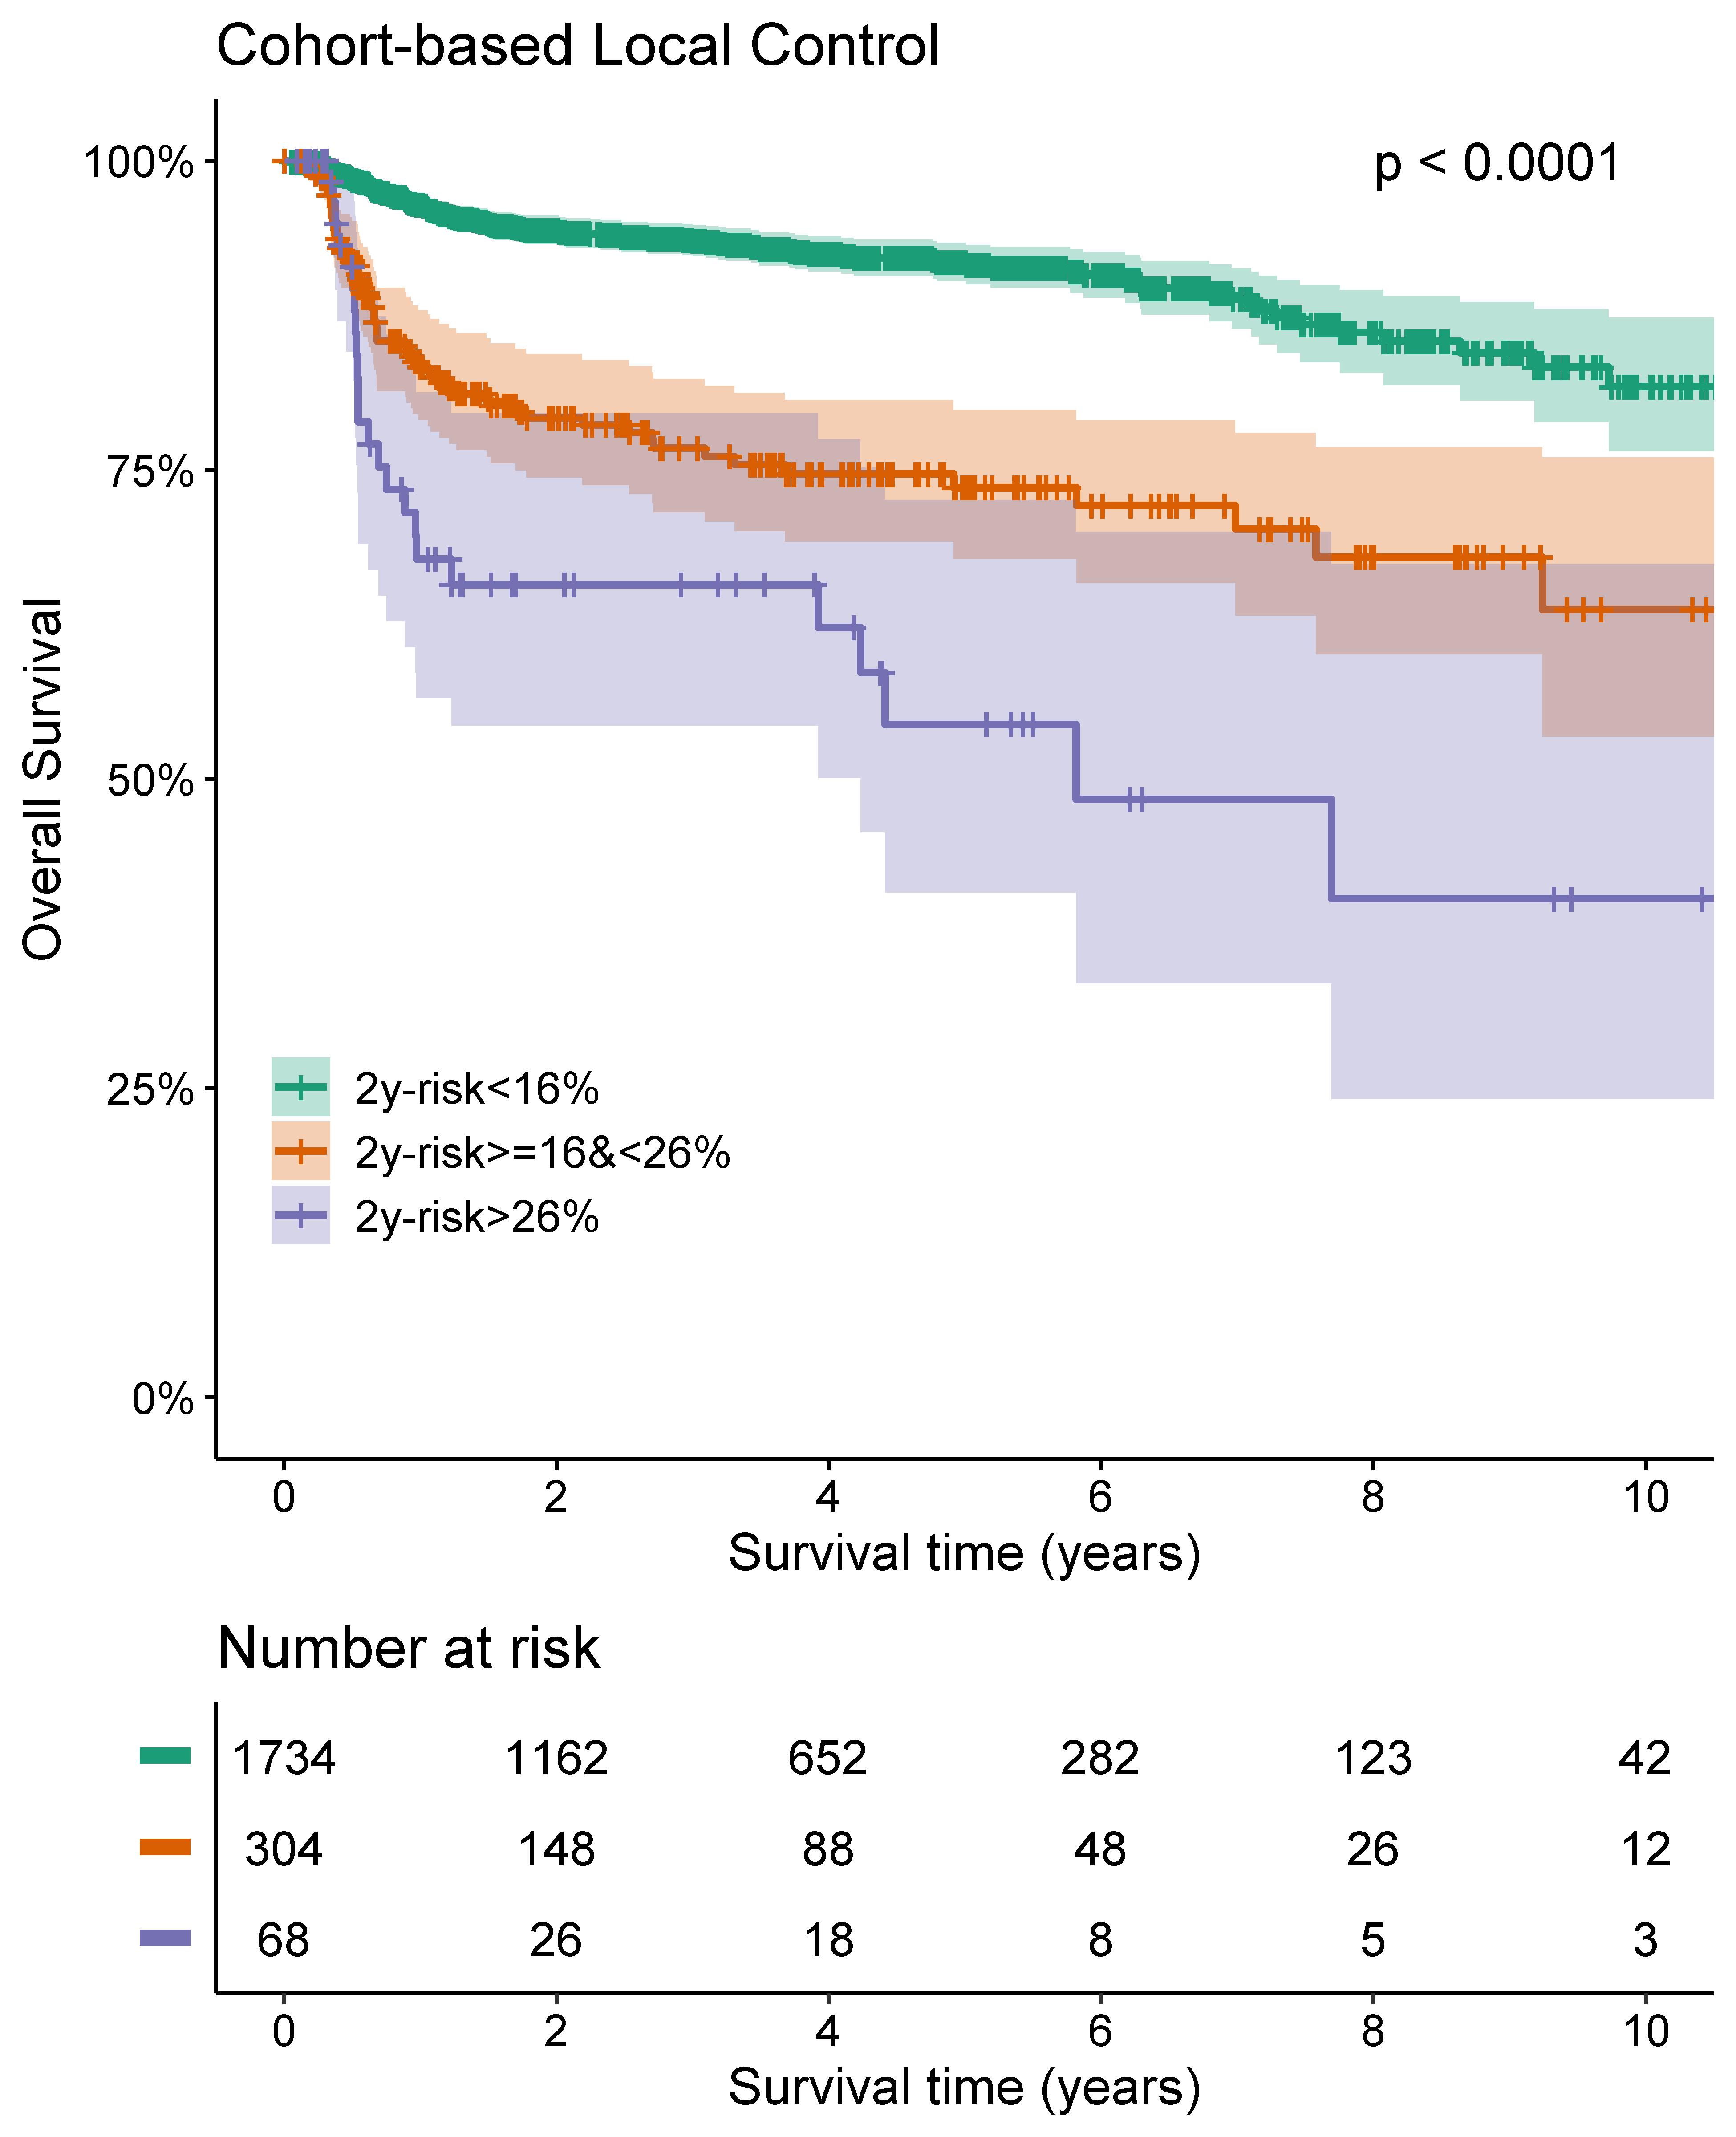 Cohort-based Local Control
p < 0.0001
100%
75%
50%
25%
0%
Overall Survival
2y-risk<16%
2y-risk>=16&<26%
2y-risk>26%
0 2 4 6 8 10
Survival time (years)
Number at risk
1734 1162 652 282 123 42
304 148 88 48 26 12
68 26 18 8 5 3
0 2 4 6 8 10
Survival time (years)